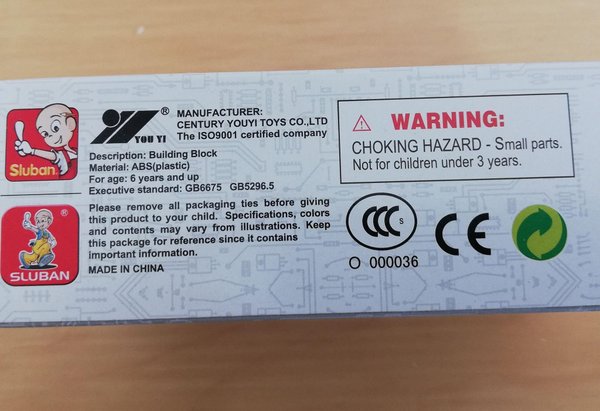 Sluban
YOU YI
®
MANUFACTURER:
CENTURY YOUYI TOYS CO.,LTD
The ISO9001 certified company
Description: Building Block
Material: ABS(plastic)
For age: 6 years and up
Executive standard: GB6675 GB5296.5
®
SLUBAN
Please remove all packaging ties before giving
this product to your child. Specifications, colors
and contents may vary from illustrations. Keep
this package for reference since it contains
important information.
MADE IN CHINA
WARNING:
CHOKING HAZARD - Small parts.
Not for children under 3 years.
CCC S
O 000036
CE